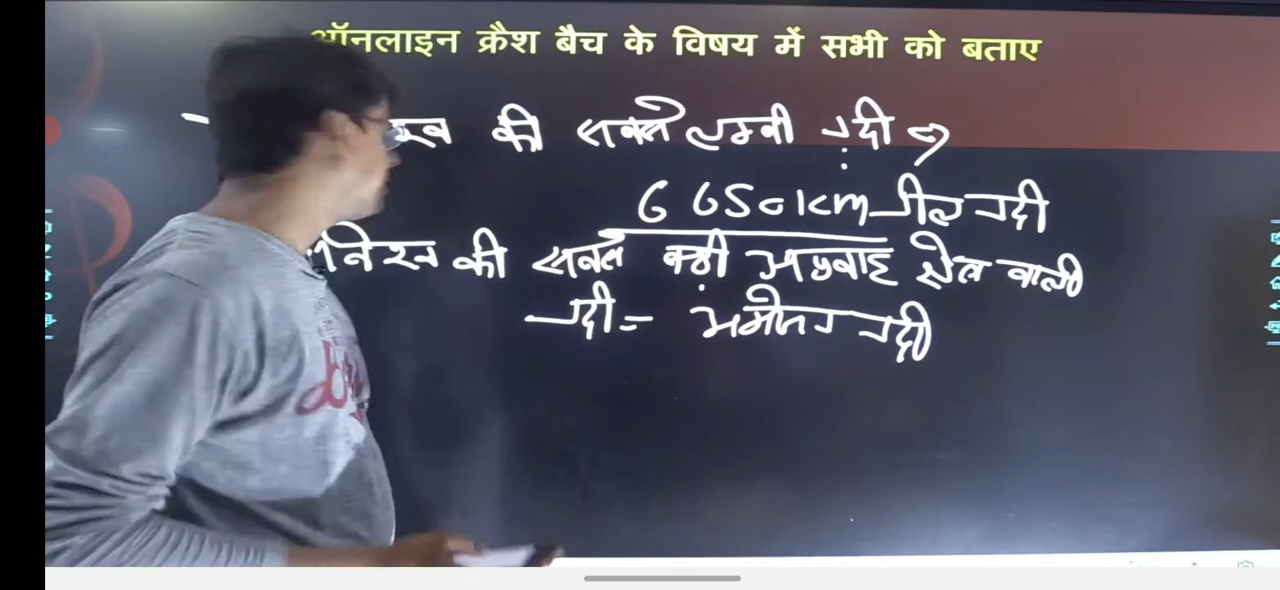 ऑनलाइन क्रैश बैच के विषय में सभी को बताए
की सबसे लम्बी नदी ⇒
6650km नील नदी
विश्व की सबसे बड़ी अपवाह क्षेत्र वाली
नदी = अमेजन नदी